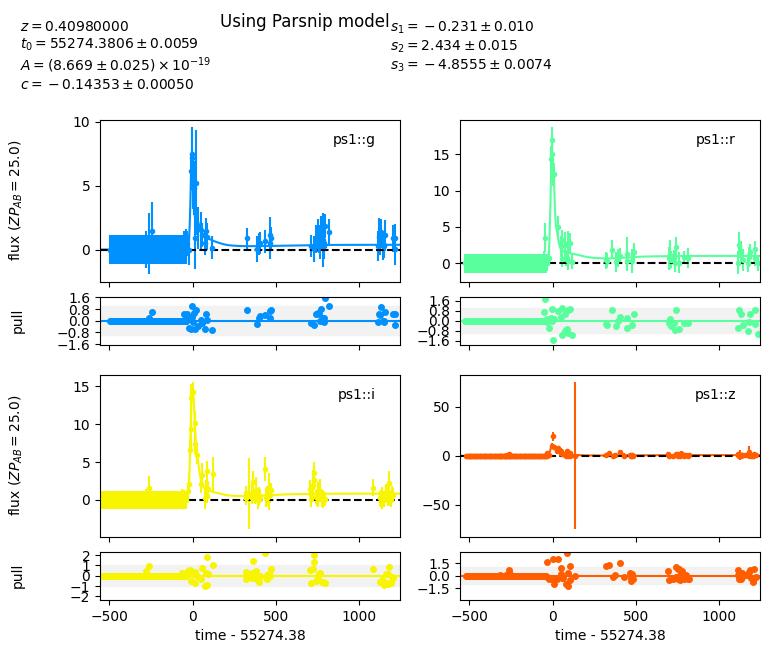 Using Parsnip model
z = 0.40980000
t₀ = 55274.3806 ± 0.0059
A = (8.669 ± 0.025) × 10⁻¹⁹
c = −0.14353 ± 0.00050
s₁ = −0.231 ± 0.010
s₂ = 2.434 ± 0.015
s₃ = −4.8555 ± 0.0074
flux (ZP_AB = 25.0)
10
5
0
ps1::g
15
10
5
0
ps1::r
pull
1.6
0.8
0.0
−0.8
−1.6
1.6
0.8
0.0
−0.8
−1.6
flux (ZP_AB = 25.0)
15
10
5
0
ps1::i
50
0
−50
ps1::z
pull
2
1
0
−1
−2
1.5
0.0
−1.5
−500 0 500 1000
−500 0 500 1000
time - 55274.38
time - 55274.38